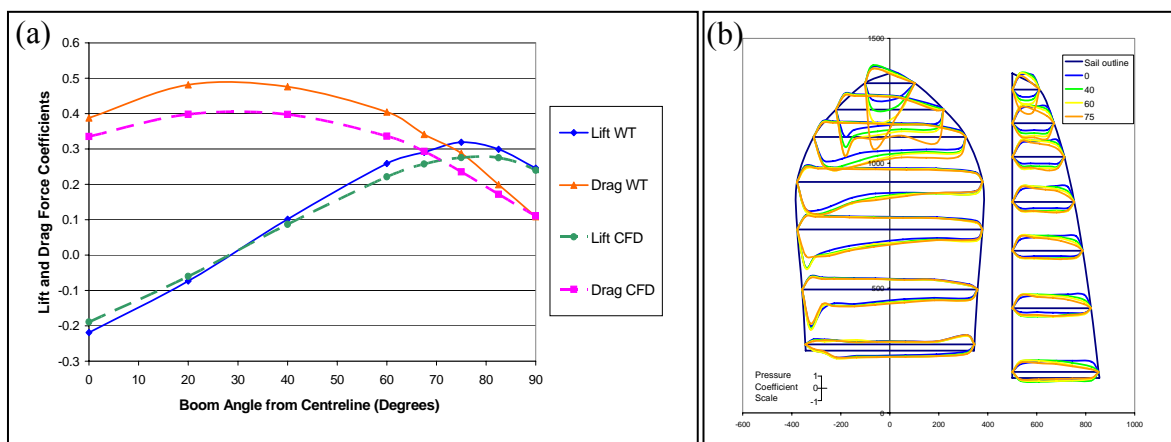 (a)
0.6
0.5
0.4
0.3
0.2
0.1
0.0
-0.1
-0.2
-0.3
0 10 20 30 40 50 60 70 80 90
Lift and Drag Force Coefficients
Boom Angle from Centreline (Degrees)
Lift WT
Drag WT
Lift CFD
Drag CFD
(b)
1500
1000
500
0
-600 -400 -200 0 200 400 600 800 1000
Sail outline
0
40
60
75
Pressure 1
Coefficient
Scale -1